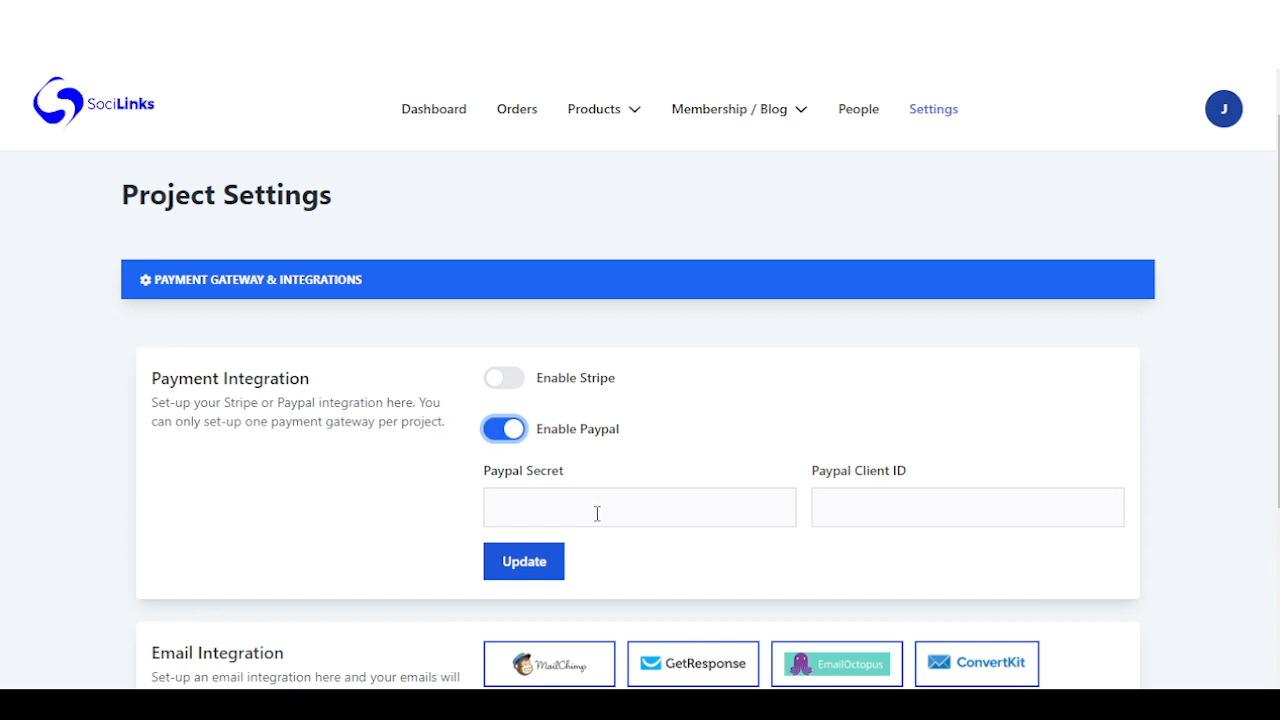 SociLinks
Dashboard Orders Products Membership / Blog People Settings J
Project Settings
PAYMENT GATEWAY & INTEGRATIONS
Payment Integration
Set-up your Stripe or Paypal integration here. You
can only set-up one payment gateway per project.
Enable Stripe
Enable Paypal
Paypal Secret Paypal Client ID
Update
Email Integration
Set-up an email integration here and your emails will
MailChimp GetResponse EmailOctopus ConvertKit